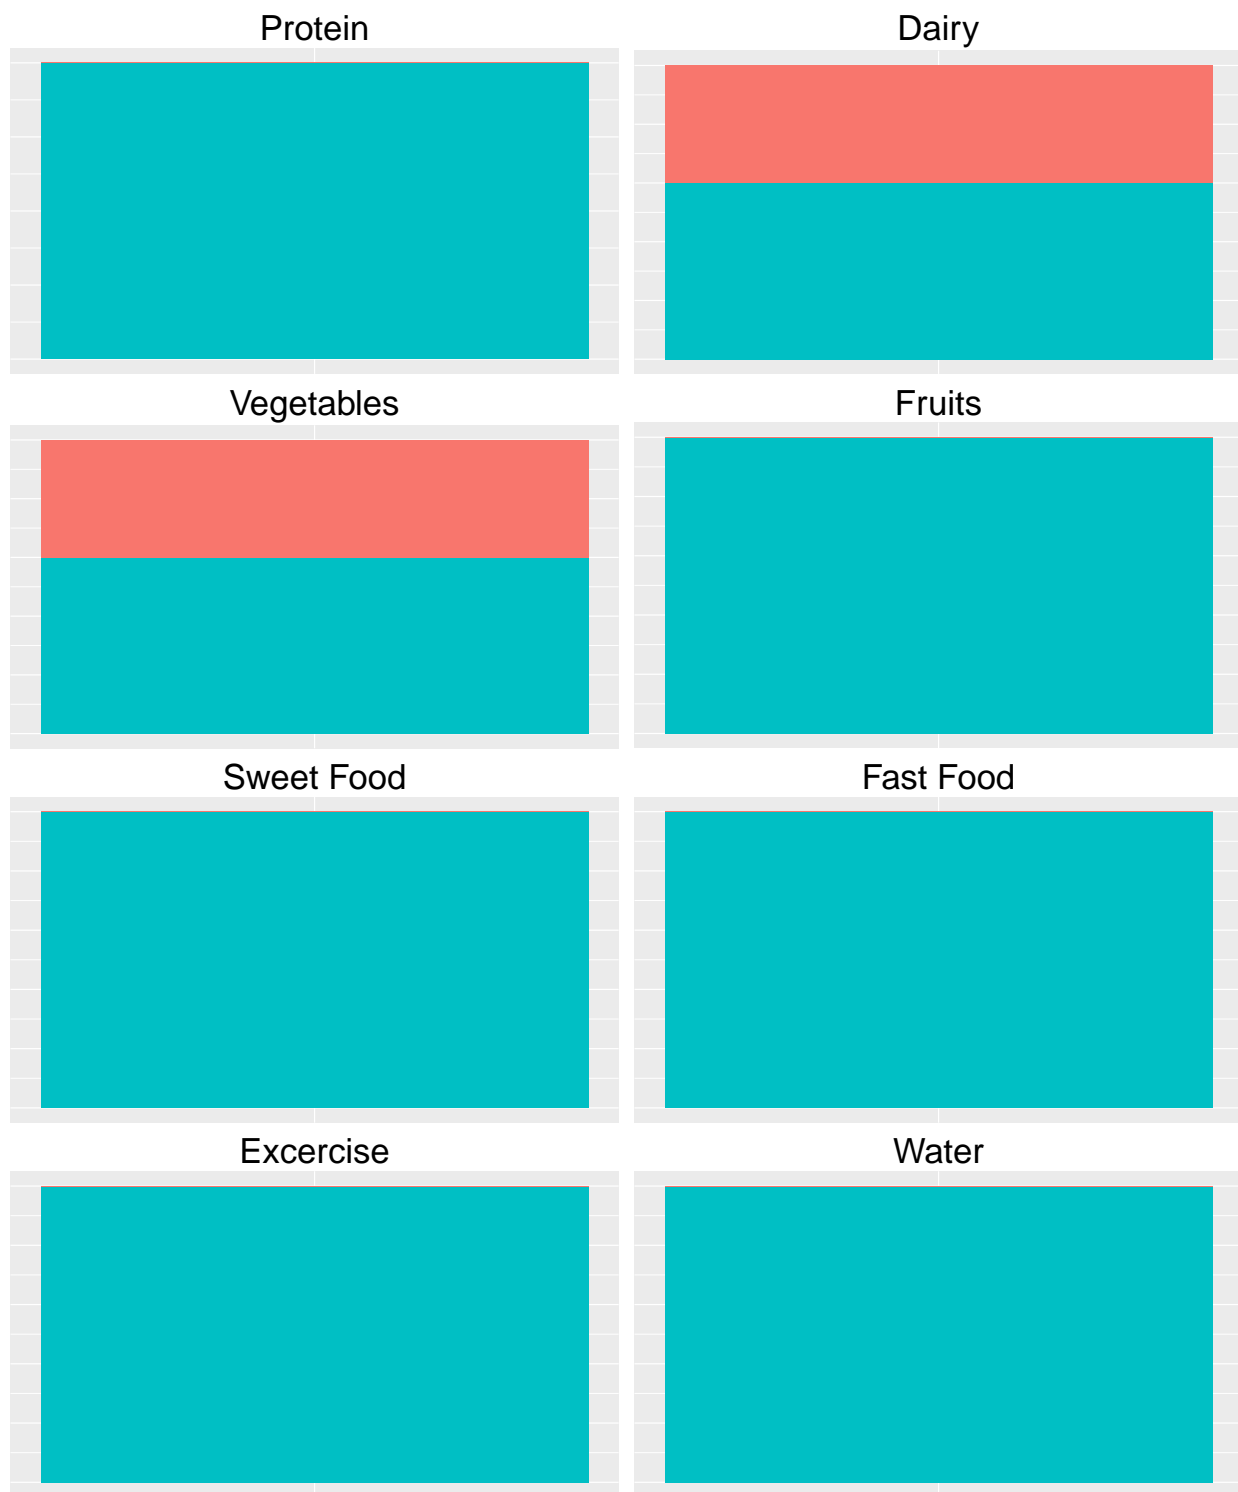 Protein
Dairy
Vegetables
Fruits
Sweet Food
Fast Food
Excercise
Water